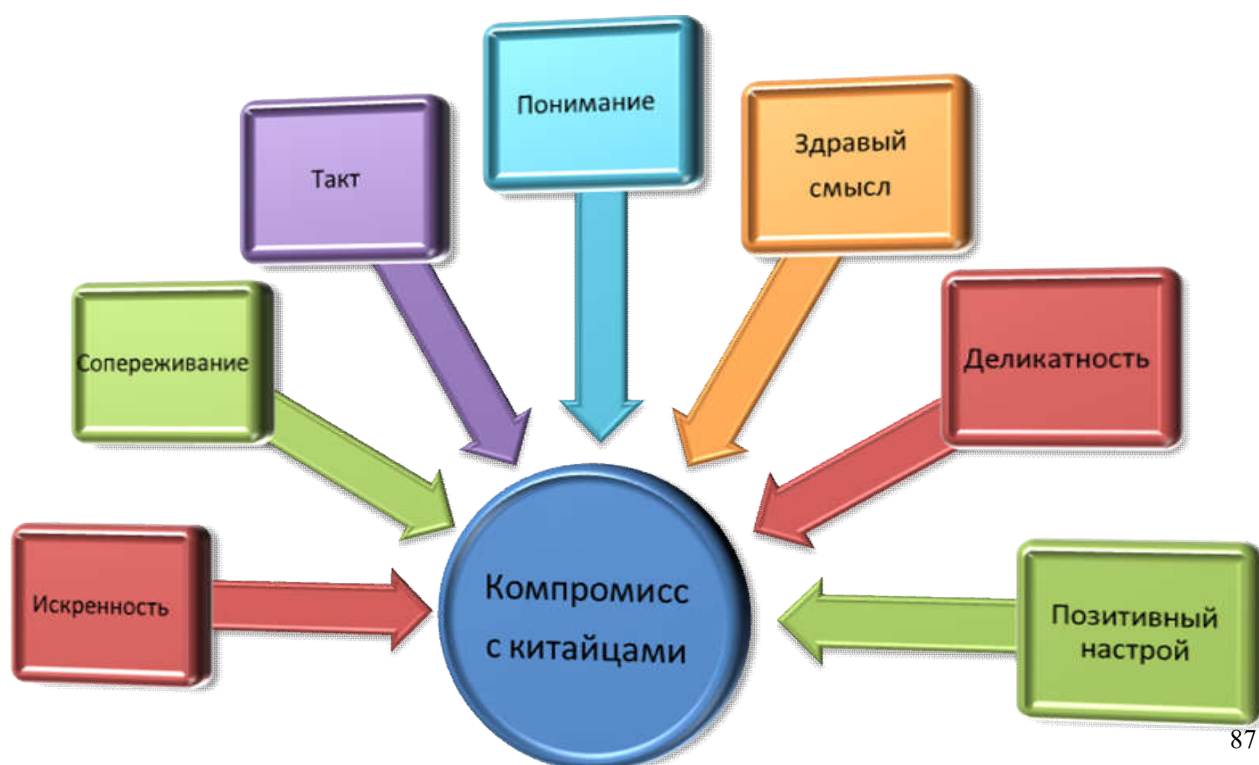 Понимание
Здравый
смысл
Такт
Сопереживание
Деликатность
Искренность
Компромисс
с китайцами
Позитивный
настрой
87